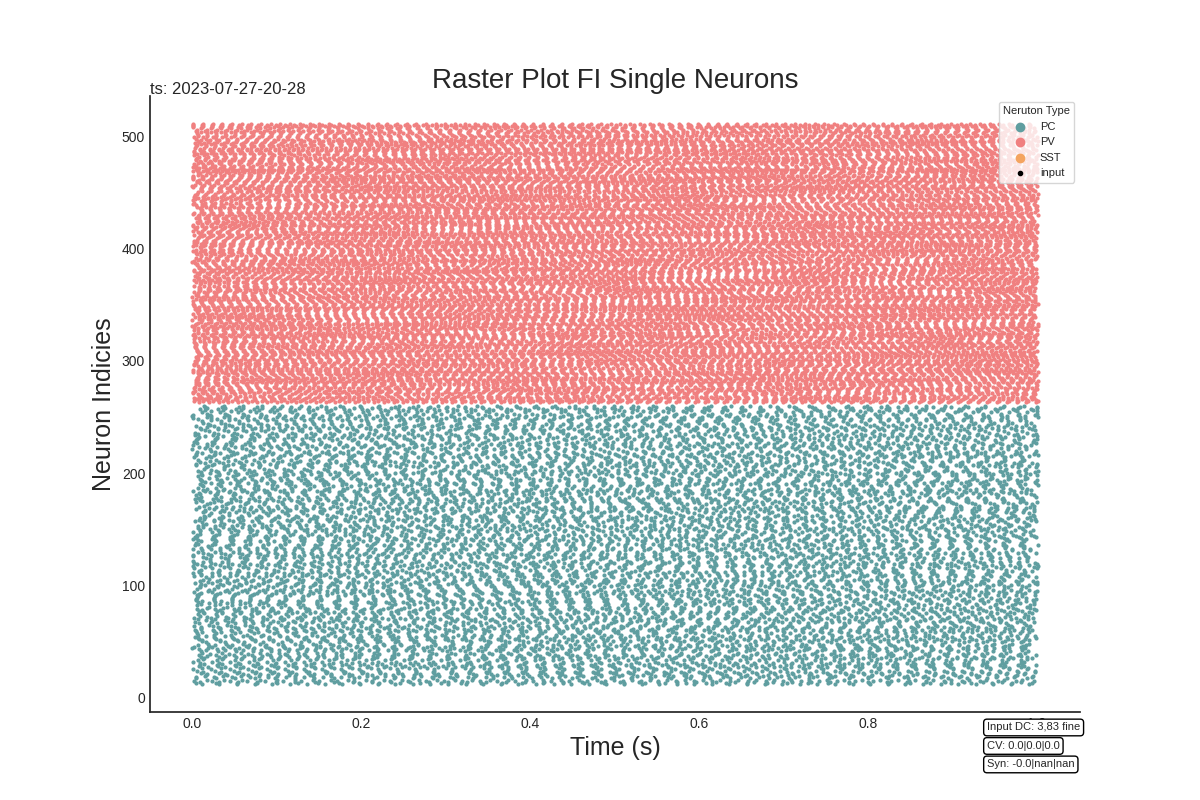 Raster Plot FI Single Neurons
ts: 2023-07-27-20-28
Neruton Type
PC
PV
SST
input
Neuron Indicies
500
400
300
200
100
0
0.0
0.2
0.4
0.6
0.8
Time (s)
Input DC: 3,83 fine
CV: 0.0|0.0|0.0
Syn: -0.0|nan|nan